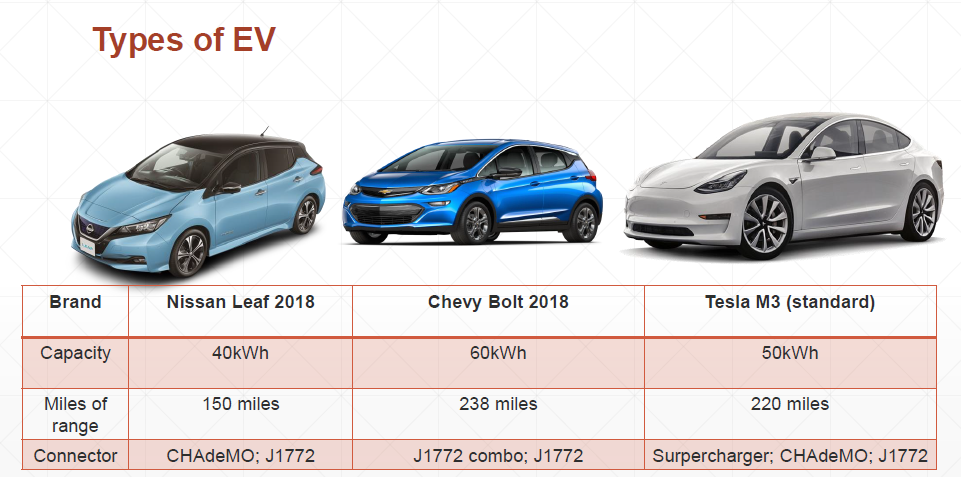 Types of EV
Brand Nissan Leaf 2018 Chevy Bolt 2018 Tesla M3 (standard)
Capacity 40kWh 60kWh 50kWh
Miles of range 150 miles 238 miles 220 miles
Connector CHAdeMO; J1772 J1772 combo; J1772 Surpercharger; CHAdeMO; J1772